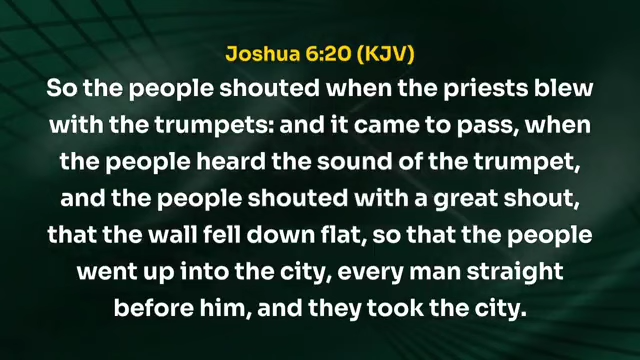 Joshua 6:20 (KJV)
So the people shouted when the priests blew
with the trumpets: and it came to pass, when
the people heard the sound of the trumpet,
and the people shouted with a great shout,
that the wall fell down flat, so that the people
went up into the city, every man straight
before him, and they took the city.